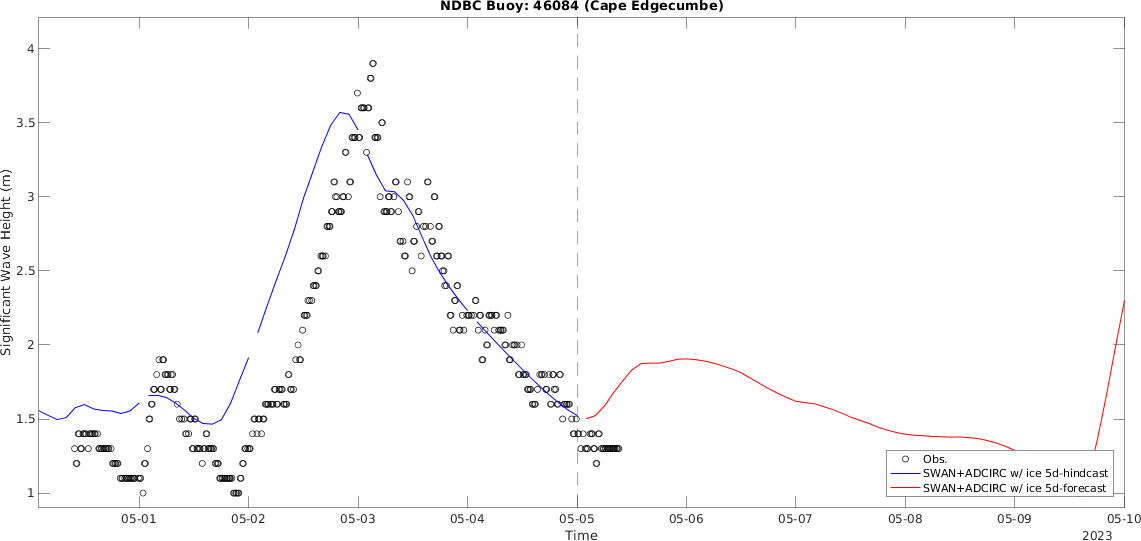 NDBC Buoy: 46084 (Cape Edgecumbe)
Significant Wave Height (m)
4
3.5
3
2.5
2
1.5
1
Obs.
SWAN+ADCIRC w/ ice 5d-hindcast
SWAN+ADCIRC w/ ice 5d-forecast
05-01 05-02 05-03 05-04 05-05 05-06 05-07 05-08 05-09 05-10
Time
2023